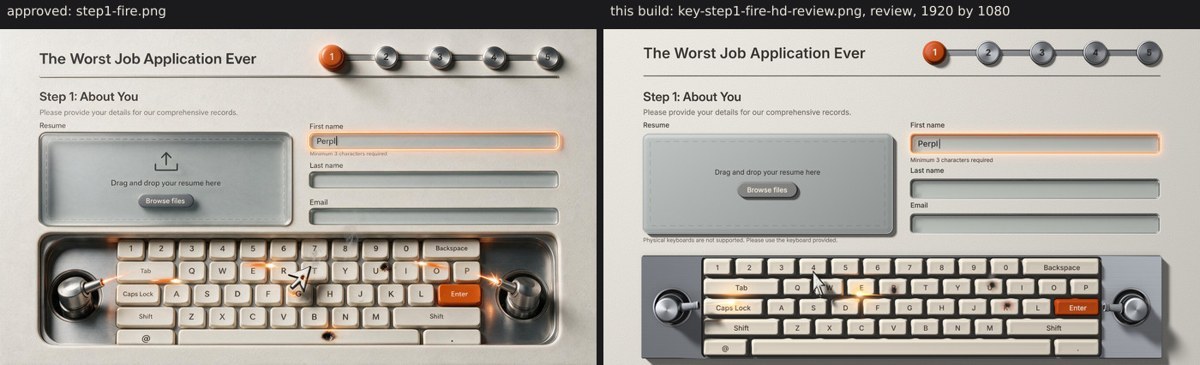 approved: step1-fire.png
The Worst Job Application Ever
1 2 3 4 5
Step 1: About You
Please provide your details for our comprehensive records.
Resume
First name
Perpl
Minimum 3 characters required
Last name
Drag and drop your resume here
Browse files
Email
1 2 3 4 5 6 7 8 9 0 Backspace
Tab Q W E R T Y U I O P
Caps Lock A S D F G H J K L Enter
Shift Z X C V B N M Shift
@ .
this build: key-step1-fire-hd-review.png, review, 1920 by 1080
The Worst Job Application Ever
1 2 3 4 5
Step 1: About You
Please provide your details for our comprehensive records.
Resume
First name
Perpl
Minimum 3 characters required
Last name
Drag and drop your resume here
Browse files
Email
Physical keyboards are not supported. Please use the keyboard provided.
1 2 3 4 5 6 7 8 9 0 Backspace
Tab Q W E I O P
Caps Lock S D F G H L Enter
Shift Z X C V B N M Shift
@ .